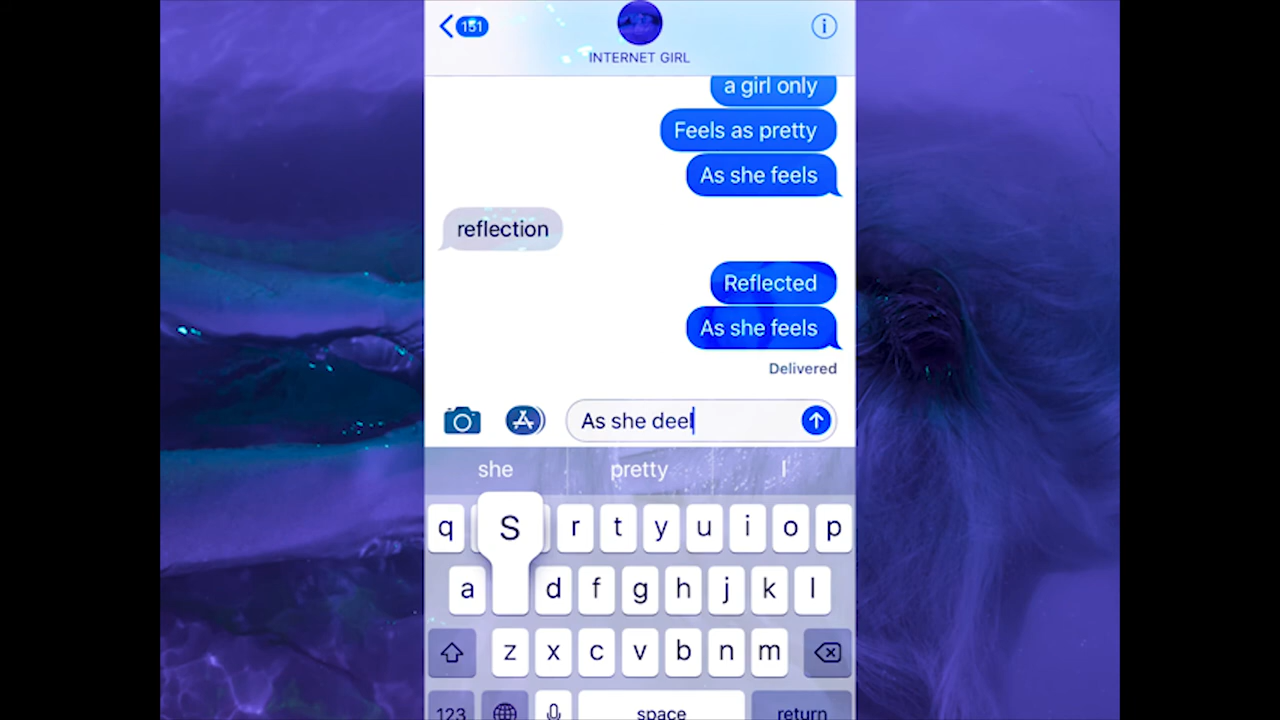 151
INTERNET GIRL
a girl only
Feels as pretty
As she feels
reflection
Reflected
As she feels
Delivered
As she deel
she pretty I
q S r t y u i o p
a d f g h j k l
z x c v b n m
123 space return